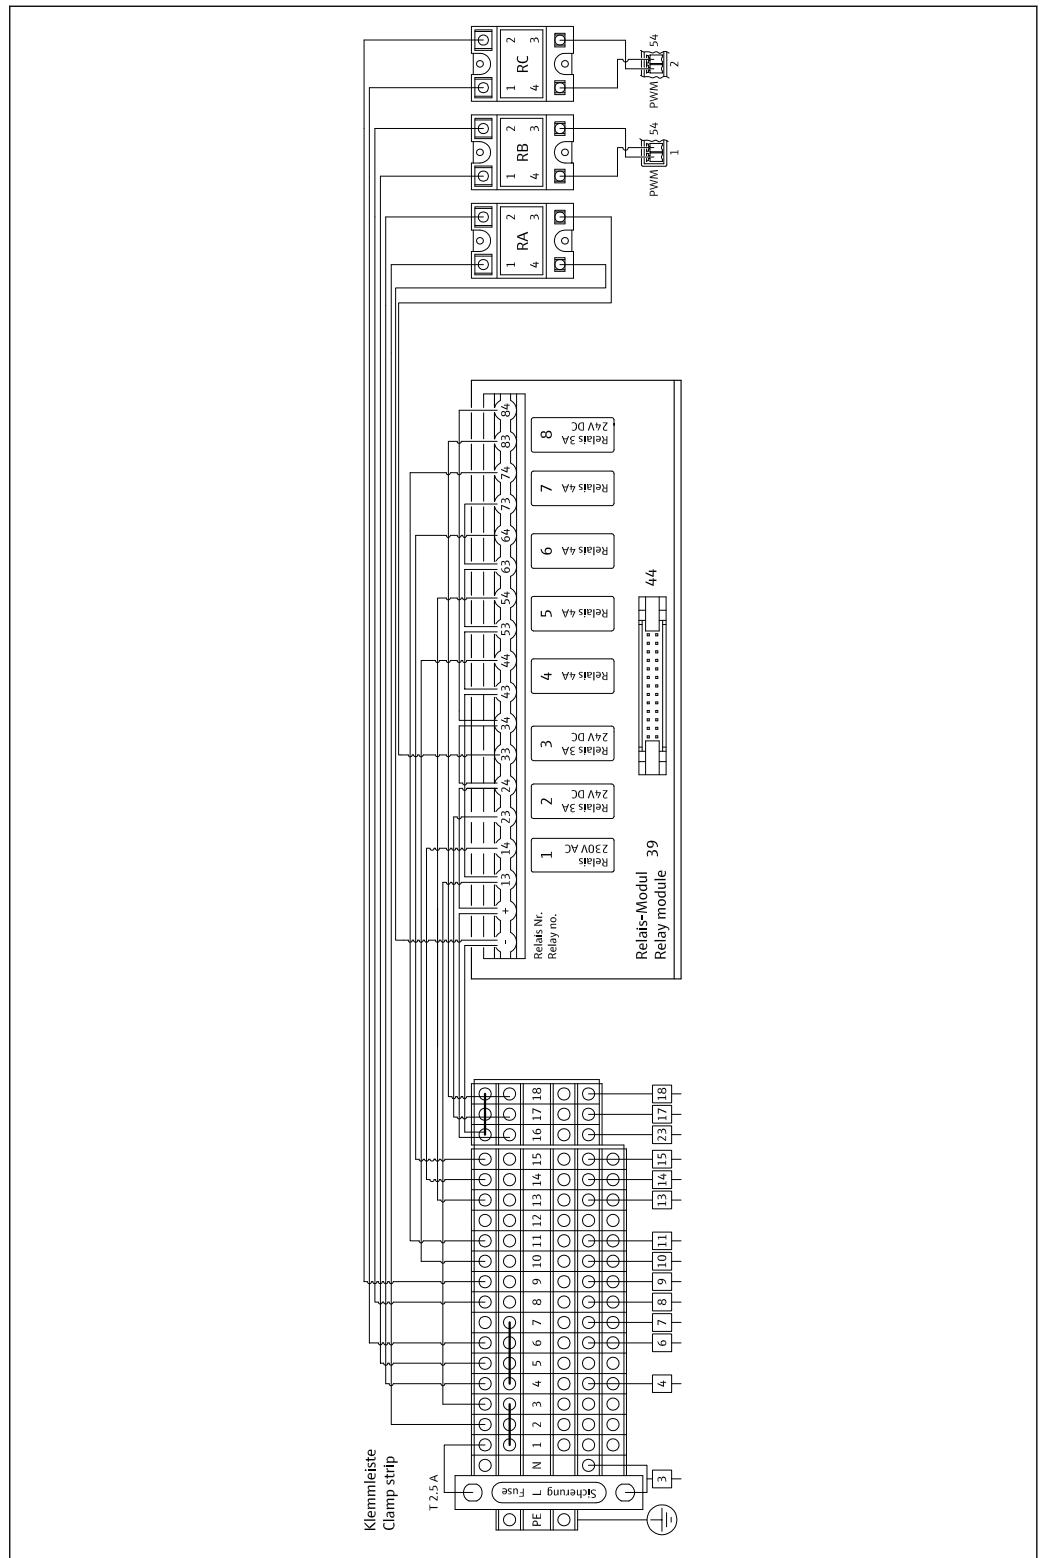 Klemmleiste
Clamp strip
T 2.5 A
PE
Sicherung
L
Fuse
N
1
2
3
4
5
6
7
8
9
10
11
12
13
14
15
16
17
18
3
4
6
7
8
9
10
11
13
14
15
23
17
18
Relais-Modul
Relay module
39
44
Relais Nr.
Relay no.
-
+
13
14
23
24
33
34
43
44
53
54
63
64
73
74
83
84
1
Relais
230V AC
2
Relais 3A
24V DC
3
Relais 3A
24V DC
4
Relais 4A
5
Relais 4A
6
Relais 4A
7
Relais 4A
8
Relais 3A
24V DC
RA
1
2
3
4
RB
1
2
3
4
RC
1
2
3
4
PWM
54
1
PWM
54
2